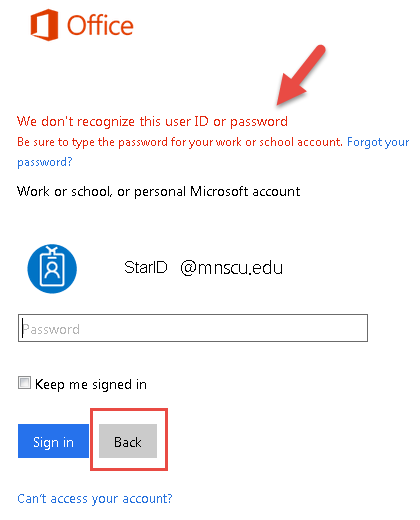 Office
We don't recognize this user ID or password
Be sure to type the password for your work or school account. Forgot your
password?
Work or school, or personal Microsoft account
StarID @mnscu.edu
Password
Keep me signed in
Sign in Back
Can't access your account?